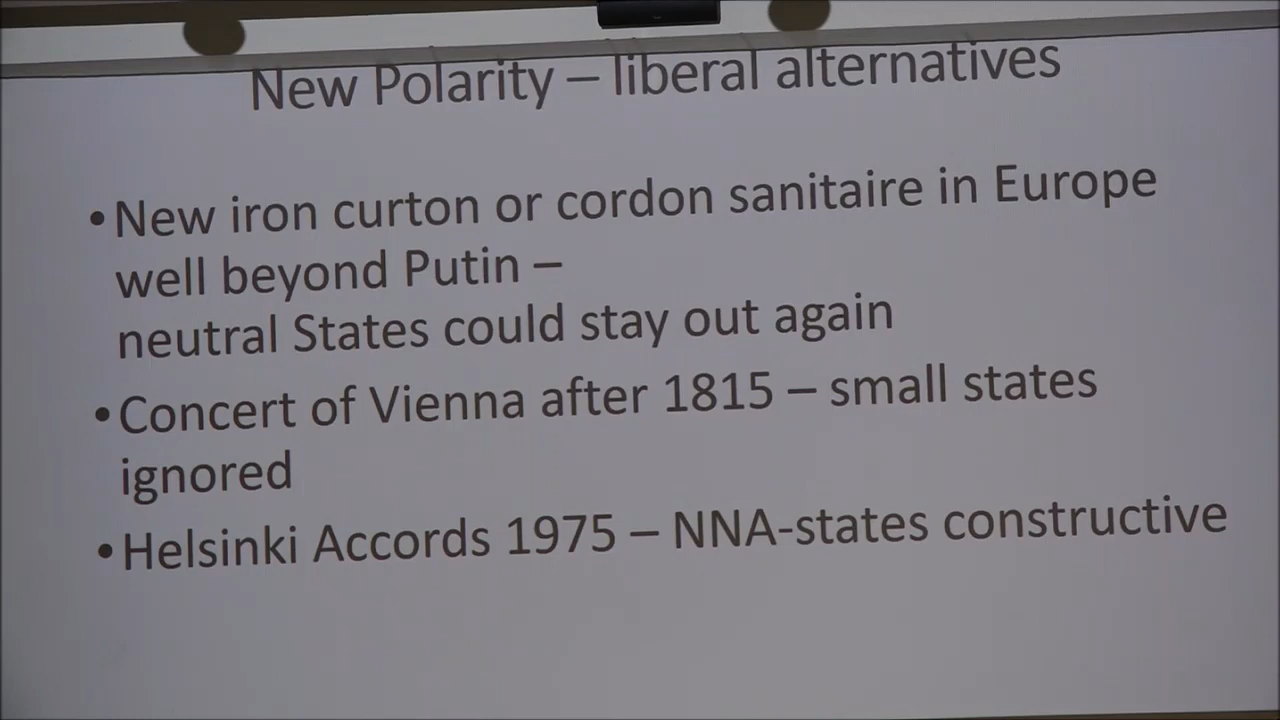 New Polarity – liberal alternatives
• New iron curton or cordon sanitaire in Europe
well beyond Putin –
neutral States could stay out again
• Concert of Vienna after 1815 – small states
ignored
• Helsinki Accords 1975 – NNA-states constructive